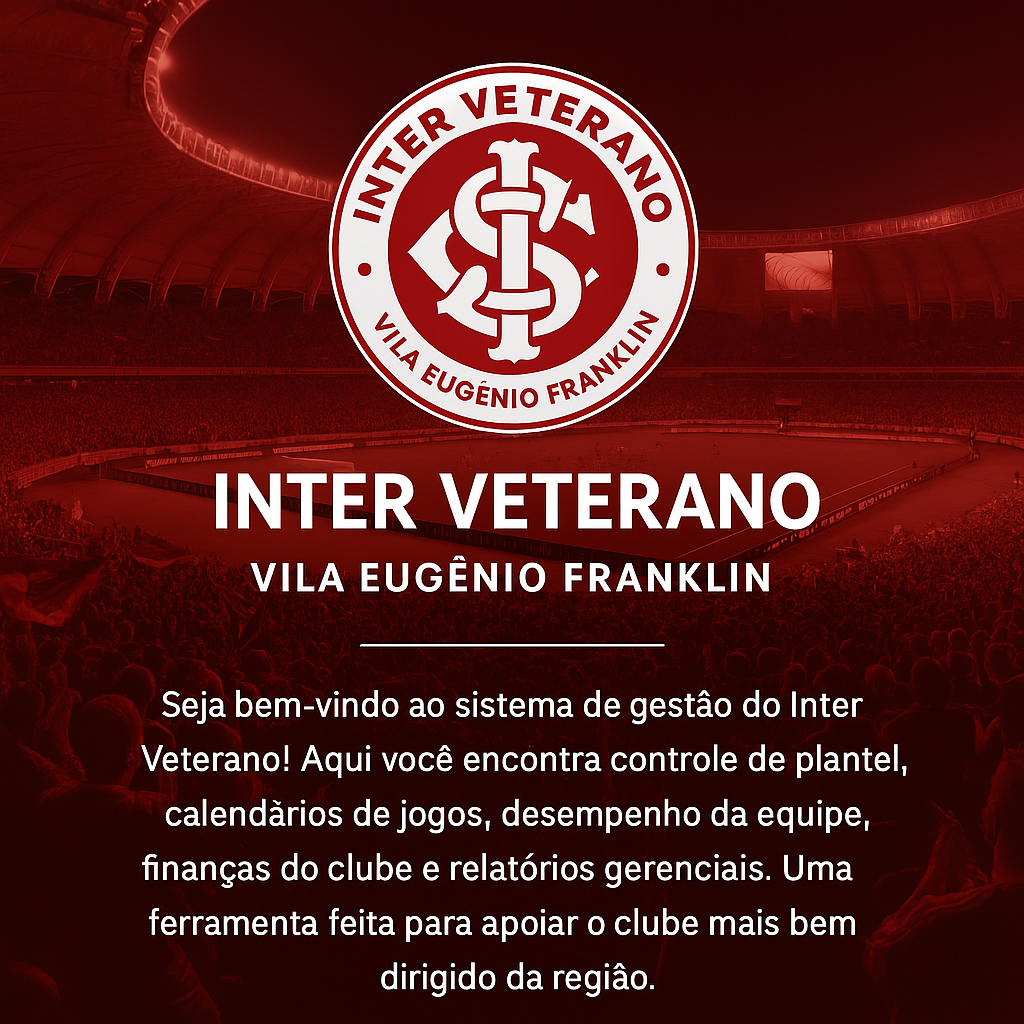 INTER VETERANO
VILA EUGÊNIO FRANKLIN
INTER VETERANO
VILA EUGÊNIO FRANKLIN
Seja bem-vindo ao sistema de gestâo do Inter
Veterano! Aqui você encontra controle de plantel,
calendàrios de jogos, desempenho da equipe,
finanças do clube e relatórios gerenciais. Uma
ferramenta feita para apoiar o clube mais bem
dirigido da regiâo.